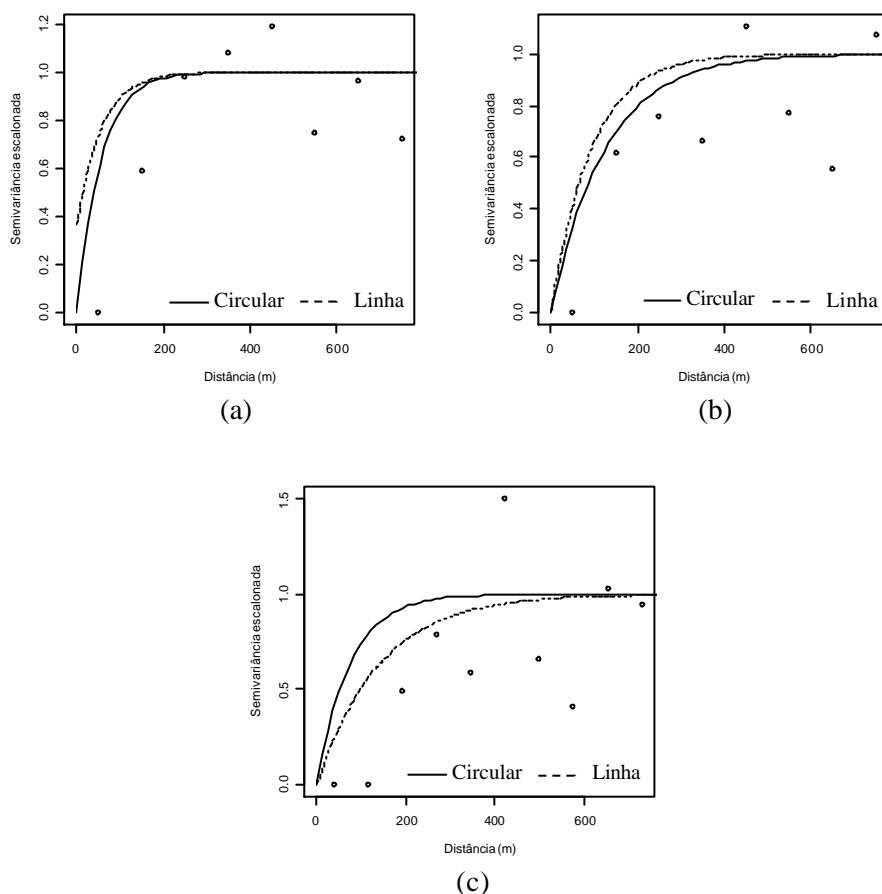 Semivariância escalonada
1.2
1.0
0.8
0.6
0.4
0.2
0.0
Circular
Linha
0 200 400 600
Distância (m)
(a)
Semivariância escalonada
1.0
0.8
0.6
0.4
0.2
0.0
Circular
Linha
0 200 400 600
Distância (m)
(b)
Semivariância escalonada
1.5
1.0
0.5
0.0
Circular
Linha
0 200 400 600
Distância (m)
(c)